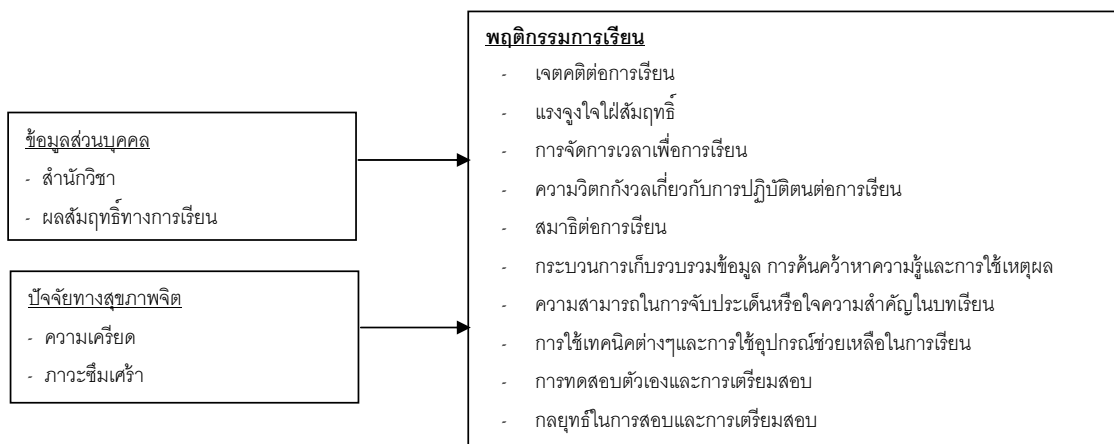 ข้อมูลส่วนบุคคล
- สำนักวิชา
- ผลสัมฤทธิ์ทางการเรียน
ปัจจัยทางสุขภาพจิต
- ความเครียด
- ภาวะซึมเศร้า
พฤติกรรมการเรียน
- เจตคติต่อการเรียน
- แรงจูงใจใฝ่สัมฤทธิ์
- การจัดการเวลาเพื่อการเรียน
- ความวิตกกังวลเกี่ยวกับการปฏิบัติตนต่อการเรียน
- สมาธิต่อการเรียน
- กระบวนการเก็บรวบรวมข้อมูล การค้นคว้าหาความรู้และการใช้เหตุผล
- ความสามารถในการจับประเด็นหรือใจความสำคัญในบทเรียน
- การใช้เทคนิคต่างๆและการใช้อุปกรณ์ช่วยเหลือในการเรียน
- การทดสอบตัวเองและการเตรียมสอบ
- กลยุทธ์ในการสอบและการเตรียมสอบ